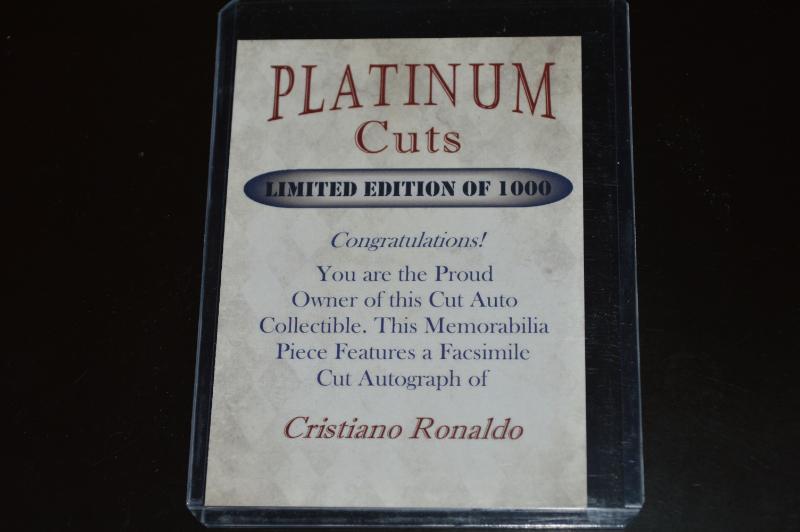 PLATINUM
Cuts
LIMITED EDITION OF 1000
Congratulations!
You are the Proud
Owner of this Cut Auto
Collectible. This Memorabilia
Piece Features a Facsimile
Cut Autograph of
Cristiano Ronaldo